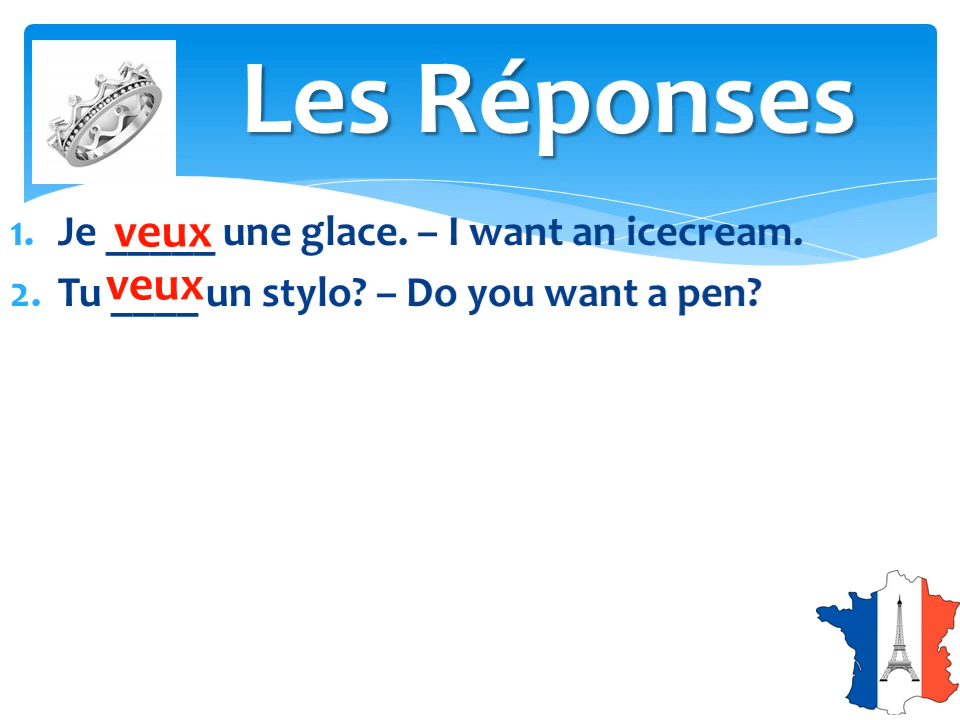 Les Réponses
1. Je veux une glace. – I want an icecream.
2. Tu veux un stylo? – Do you want a pen?